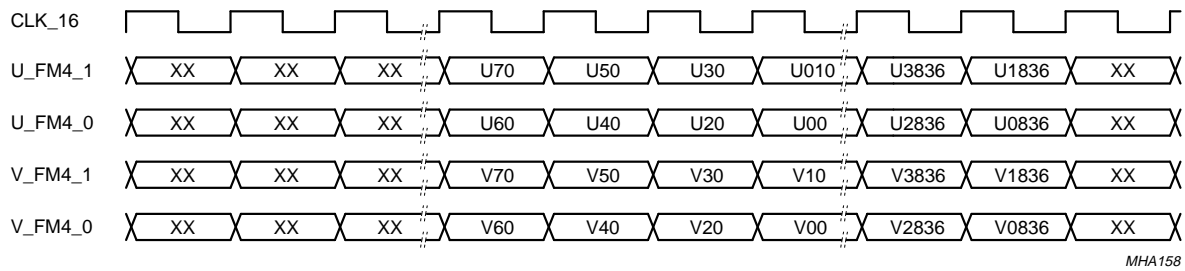 CLK_16
U_FM4_1 XX XX XX U70 U50 U30 U010 U3836 U1836 XX
U_FM4_0 XX XX XX U60 U40 U20 U00 U2836 U0836 XX
V_FM4_1 XX XX XX V70 V50 V30 V10 V3836 V1836 XX
V_FM4_0 XX XX XX V60 V40 V20 V00 V2836 V0836 XX
MHA158